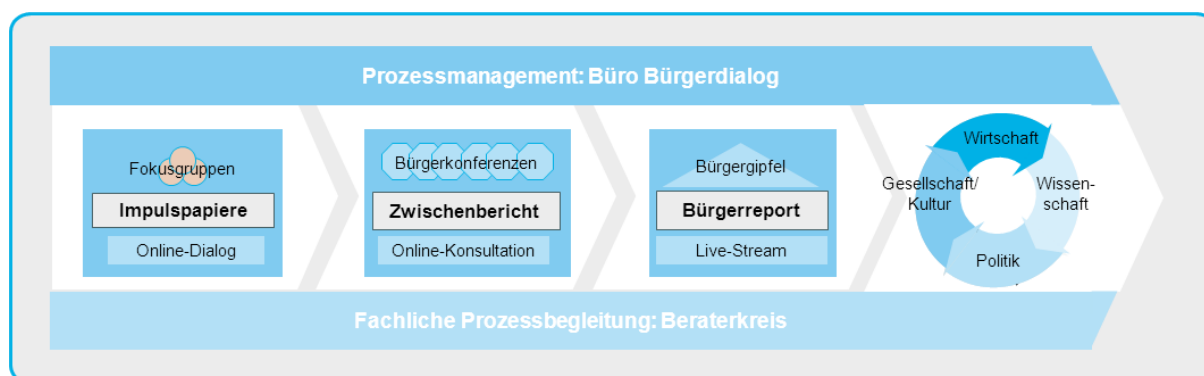 Prozessmanagement: Büro Bürgerdialog
Fokusgruppen
Impulspapiere
Online-Dialog
Bürgerkonferenzen
Zwischenbericht
Online-Konsultation
Bürgergipfel
Bürgerreport
Live-Stream
Wirtschaft
Gesellschaft/
Kultur
Wissen-
schaft
Politik
Fachliche Prozessbegleitung: Beraterkreis